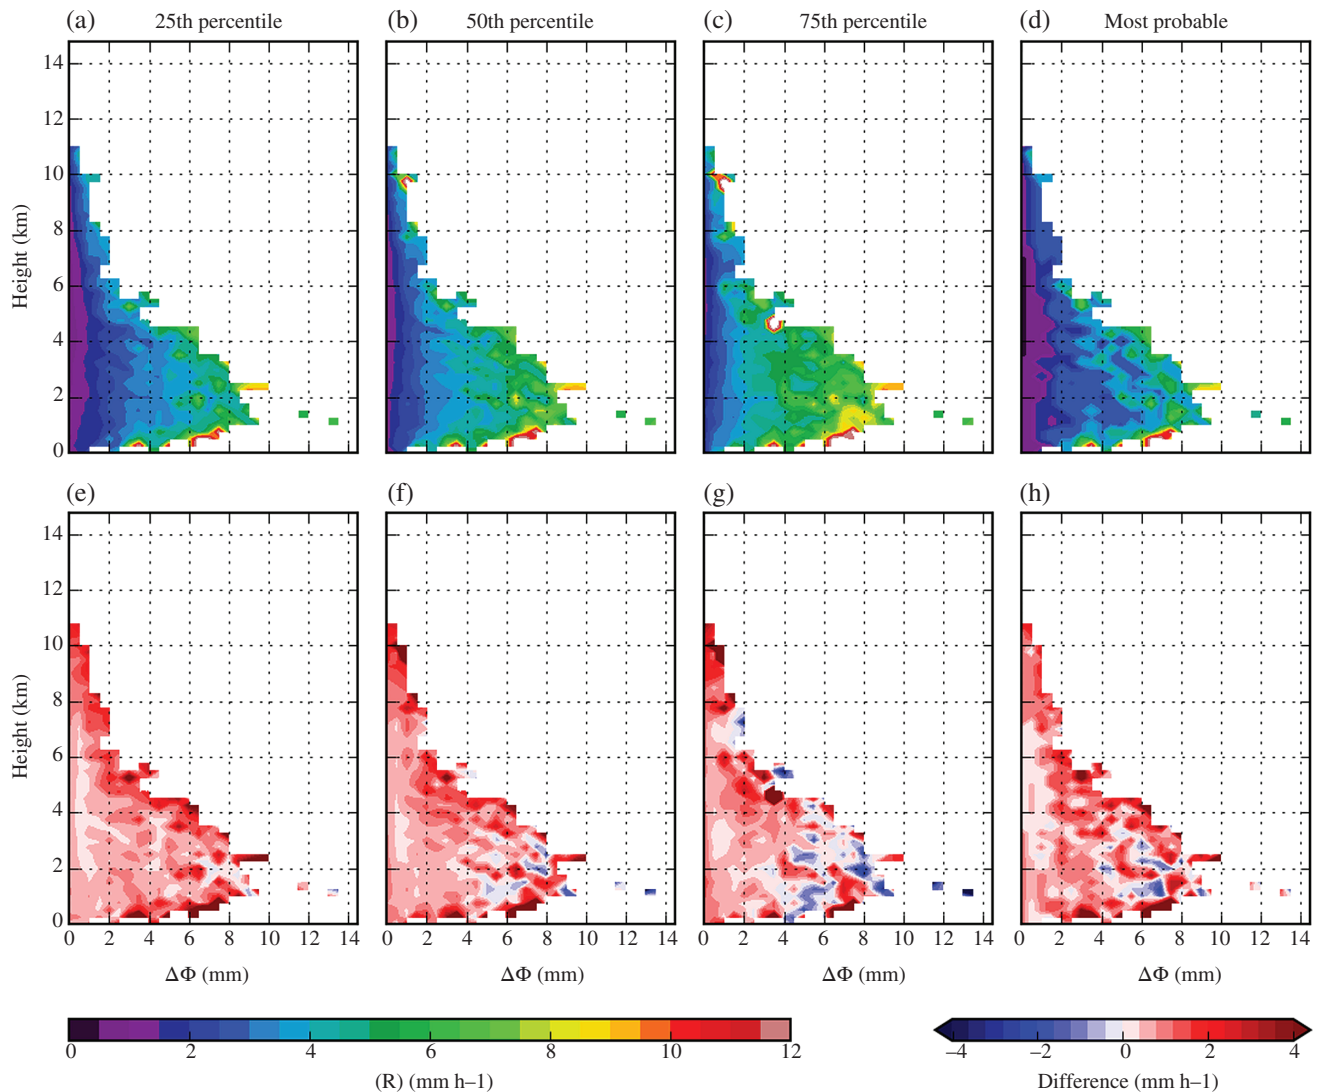 (a) 25th percentile (b) 50th percentile (c) 75th percentile (d) Most probable
14
12
10
8
6
4
2
0
Height (km)
(e) (f) (g) (h)
14
12
10
8
6
4
2
0
Height (km)
0 2 4 6 8 10 12 14 0 2 4 6 8 10 12 14 0 2 4 6 8 10 12 14 0 2 4 6 8 10 12 14
ΔΦ (mm) ΔΦ (mm) ΔΦ (mm) ΔΦ (mm)
0 2 4 6 8 10 12 −4 −2 0 2 4
(R) (mm h–1) Difference (mm h–1)